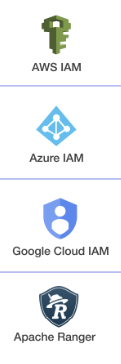 AWS IAM
Azure IAM
Google Cloud IAM
R
Apache Ranger